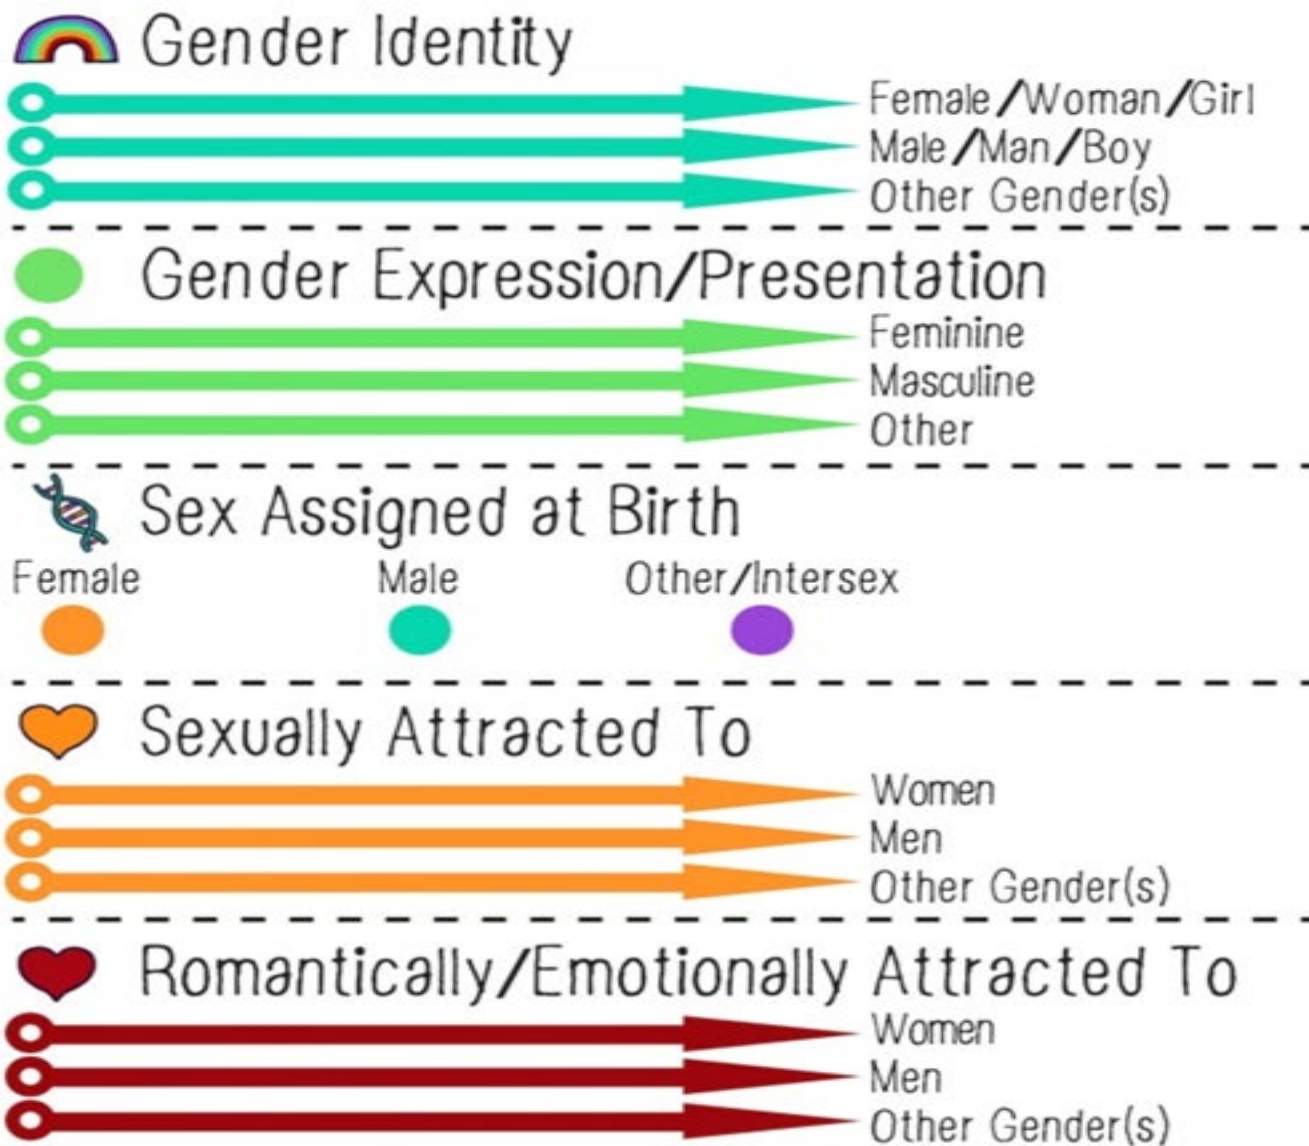 Gender Identity
Female/Woman/Girl
Male/Man/Boy
Other Gender(s)
Gender Expression/Presentation
Feminine
Masculine
Other
Sex Assigned at Birth
Female Male Other/Intersex
Sexually Attracted To
Women
Men
Other Gender(s)
Romantically/Emotionally Attracted To
Women
Men
Other Gender(s)